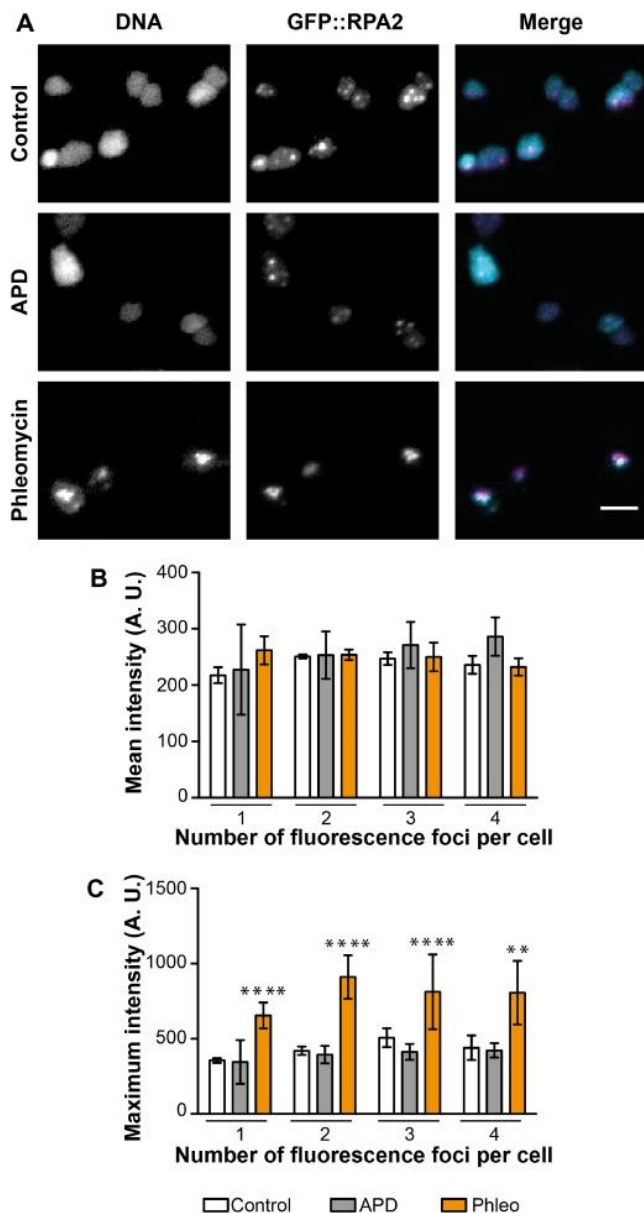 A
DNA GFP::RPA2 Merge
Control
APD
Phleomycin
B
Mean intensity (A. U.)
400
300
200
100
0
1 2 3 4
Number of fluorescence foci per cell
C
Maximum intensity (A. U.)
1500
1000
500
0
**** **** **** **
1 2 3 4
Number of fluorescence foci per cell
Control APD Phleo